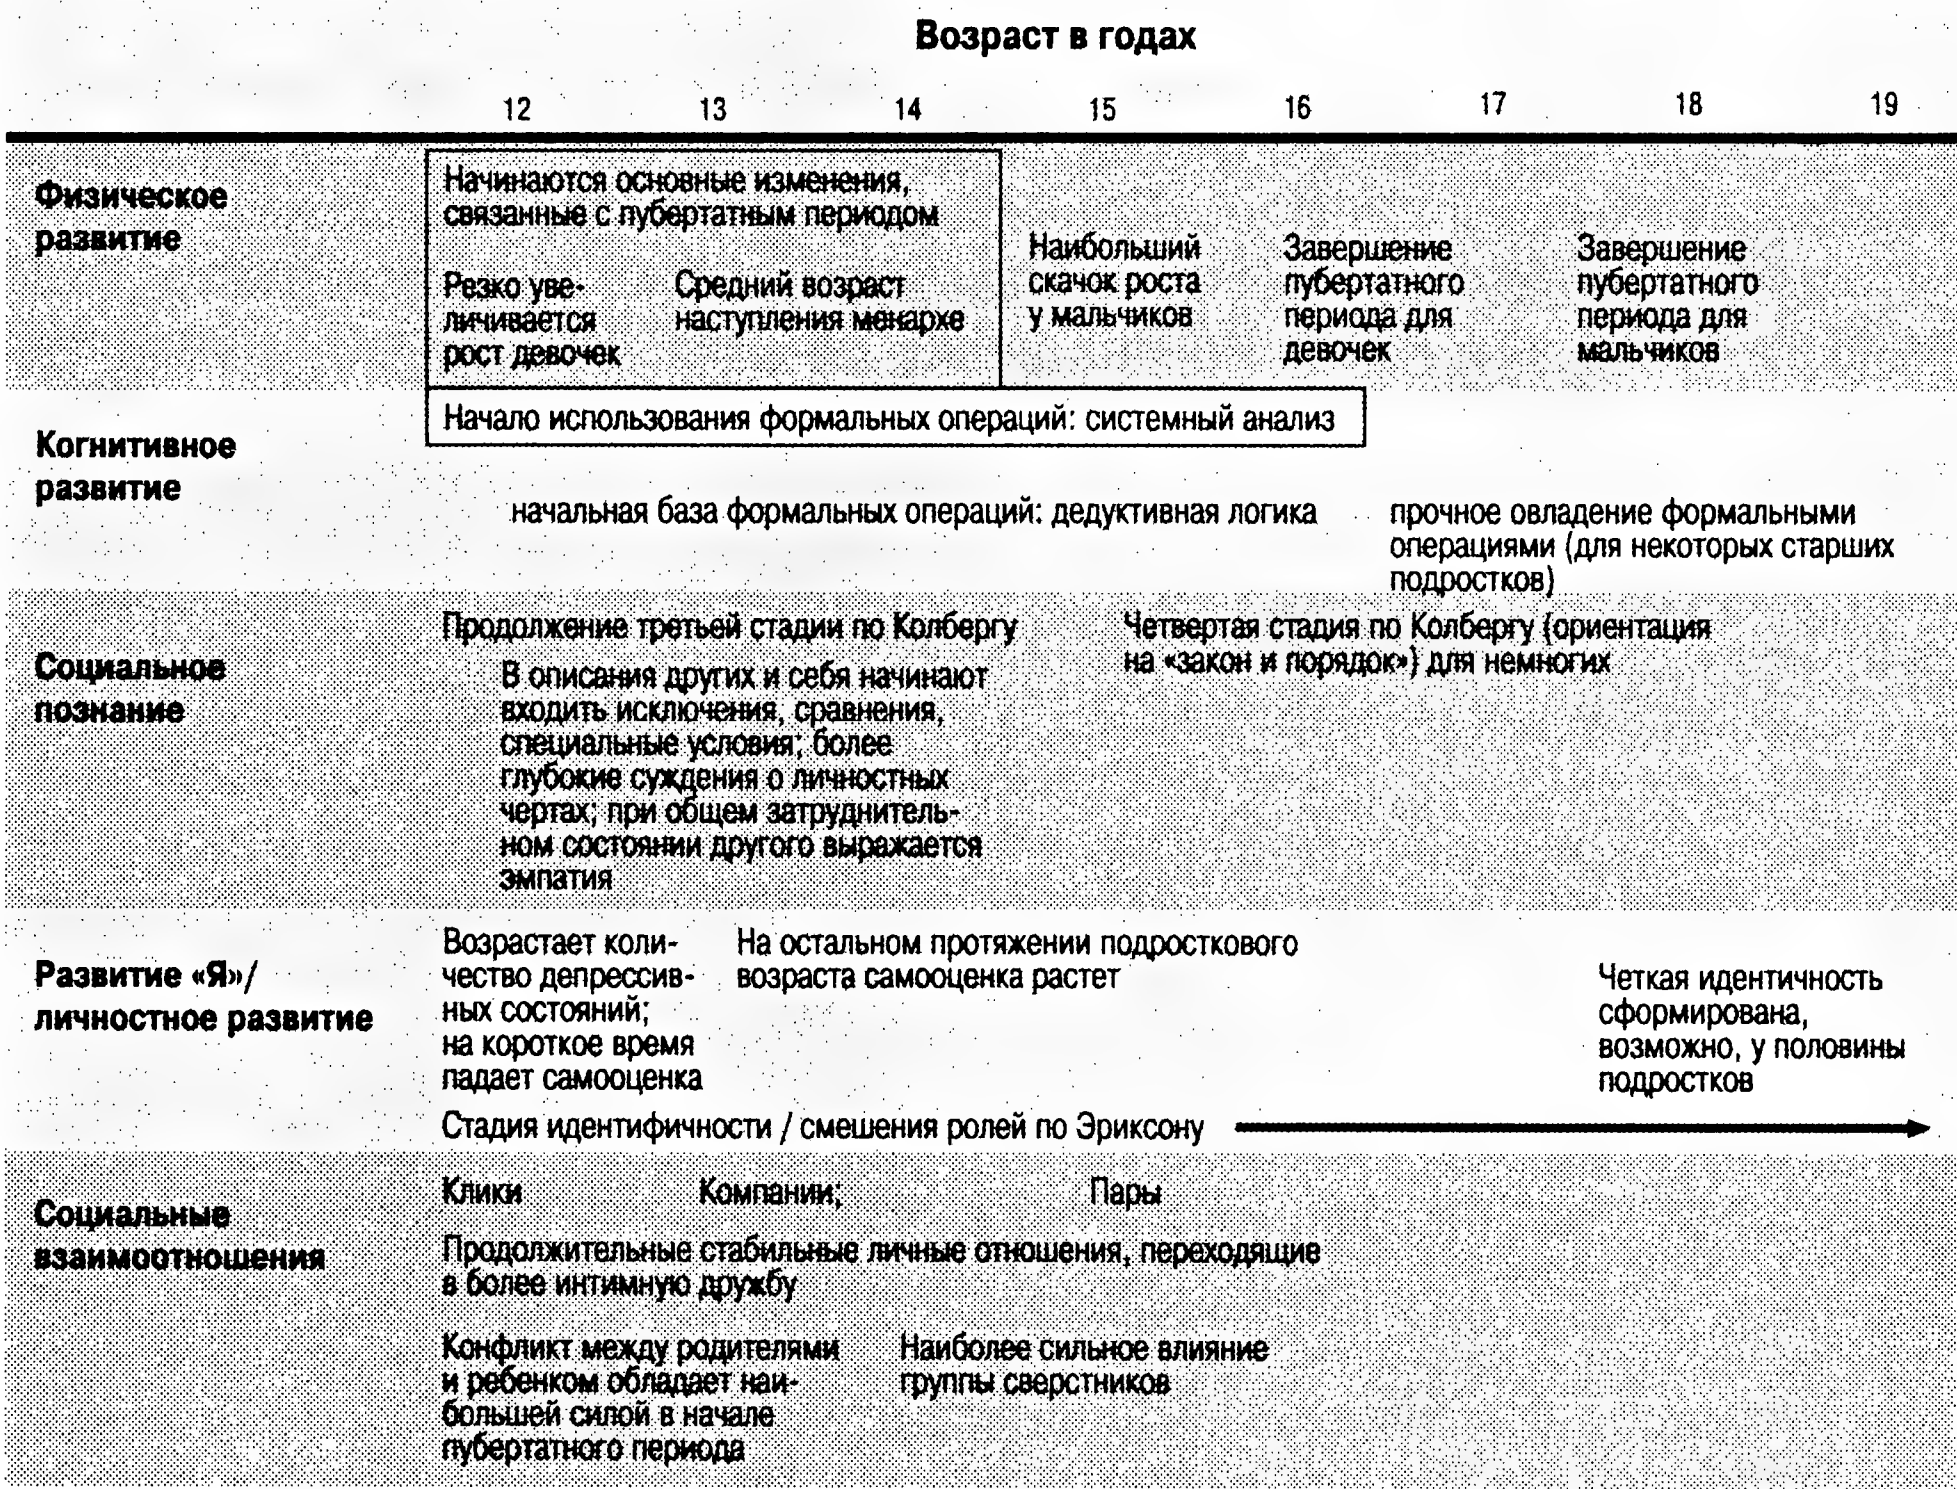 Возраст в годах
12 13 14 15 16 17 18 19
Физическое
развитие
Начинаются основные изменения,
связанные с пубертатным периодом
Резко уве-
личивается
рост девочек
Средний возраст
наступления менархе
Наибольший
скачок роста
у мальчиков
Завершение
пубертатного
периода для
девочек
Завершение
пубертатного
периода для
мальчиков
Когнитивное
развитие
Начало использования формальных операций: системный анализ
начальная база формальных операций: дедуктивная логика
прочное овладение формальными
операциями (для некоторых старших
подростков)
Социальное
познание
Продолжение третьей стадии по Колбергу
В описания других и себя начинают
входить исключения, сравнения,
специальные условия; более
глубокие суждения о личностных
чертах; при общем затруднитель-
ном состоянии другого выражается
эмпатия
Четвертая стадия по Колбергу (ориентация
на «закон и порядок») для немногих
Развитие «Я»/
личностное развитие
Возрастает коли-
чество депрессив-
ных состояний;
на короткое время
падает самооценка
На остальном протяжении подросткового
возраста самооценка растет
Четкая идентичность
сформирована,
возможно, у половины
подростков
Стадия идентифичности / смешения ролей по Эриксону
Социальные
взаимоотношения
Клики Компании; Пары
Продолжительные стабильные личные отношения, переходящие
в более интимную дружбу
Конфликт между родителями
и ребенком обладает наи-
большей силой в начале
пубертатного периода
Наиболее сильное влияние
группы сверстников